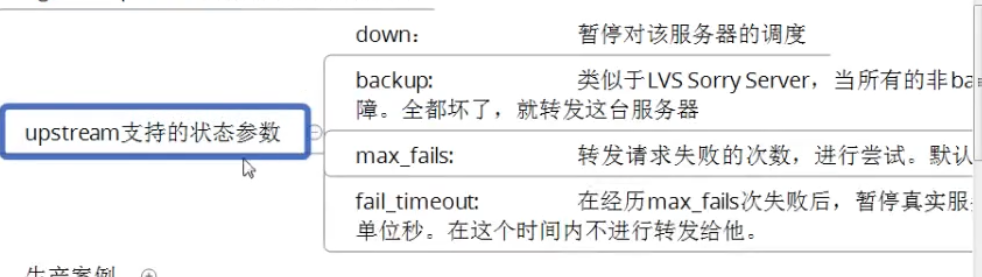 down： 暂停对该服务器的调度
backup: 类似于LVS Sorry Server，当所有的非ba
障。全都坏了，就转发这台服务器
upstream支持的状态参数
max_fails: 转发请求失败的次数，进行尝试。默认
fail_timeout: 在经历max_fails次失败后，暂停真实服
单位秒。在这个时间内不进行转发给他。
生产案例